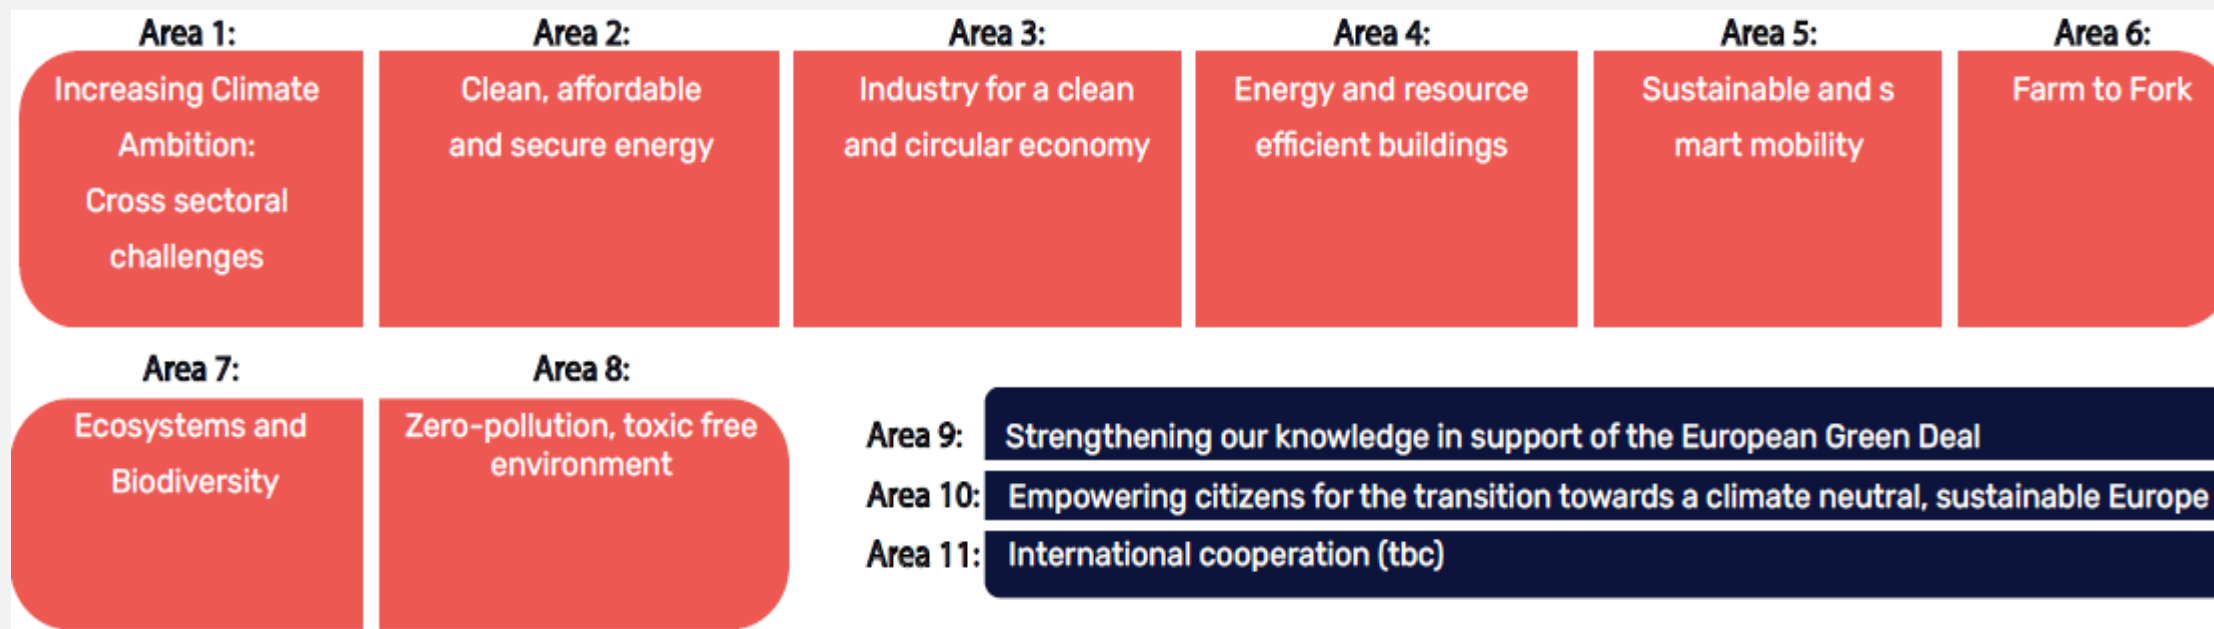 Area 1:
Increasing Climate
Ambition:
Cross sectoral
challenges
Area 2:
Clean, affordable
and secure energy
Area 3:
Industry for a clean
and circular economy
Area 4:
Energy and resource
efficient buildings
Area 5:
Sustainable and s
mart mobility
Area 6:
Farm to Fork
Area 7:
Ecosystems and
Biodiversity
Area 8:
Zero-pollution, toxic free
environment
Area 9: Strengthening our knowledge in support of the European Green Deal
Area 10: Empowering citizens for the transition towards a climate neutral, sustainable Europe
Area 11: International cooperation (tbc)